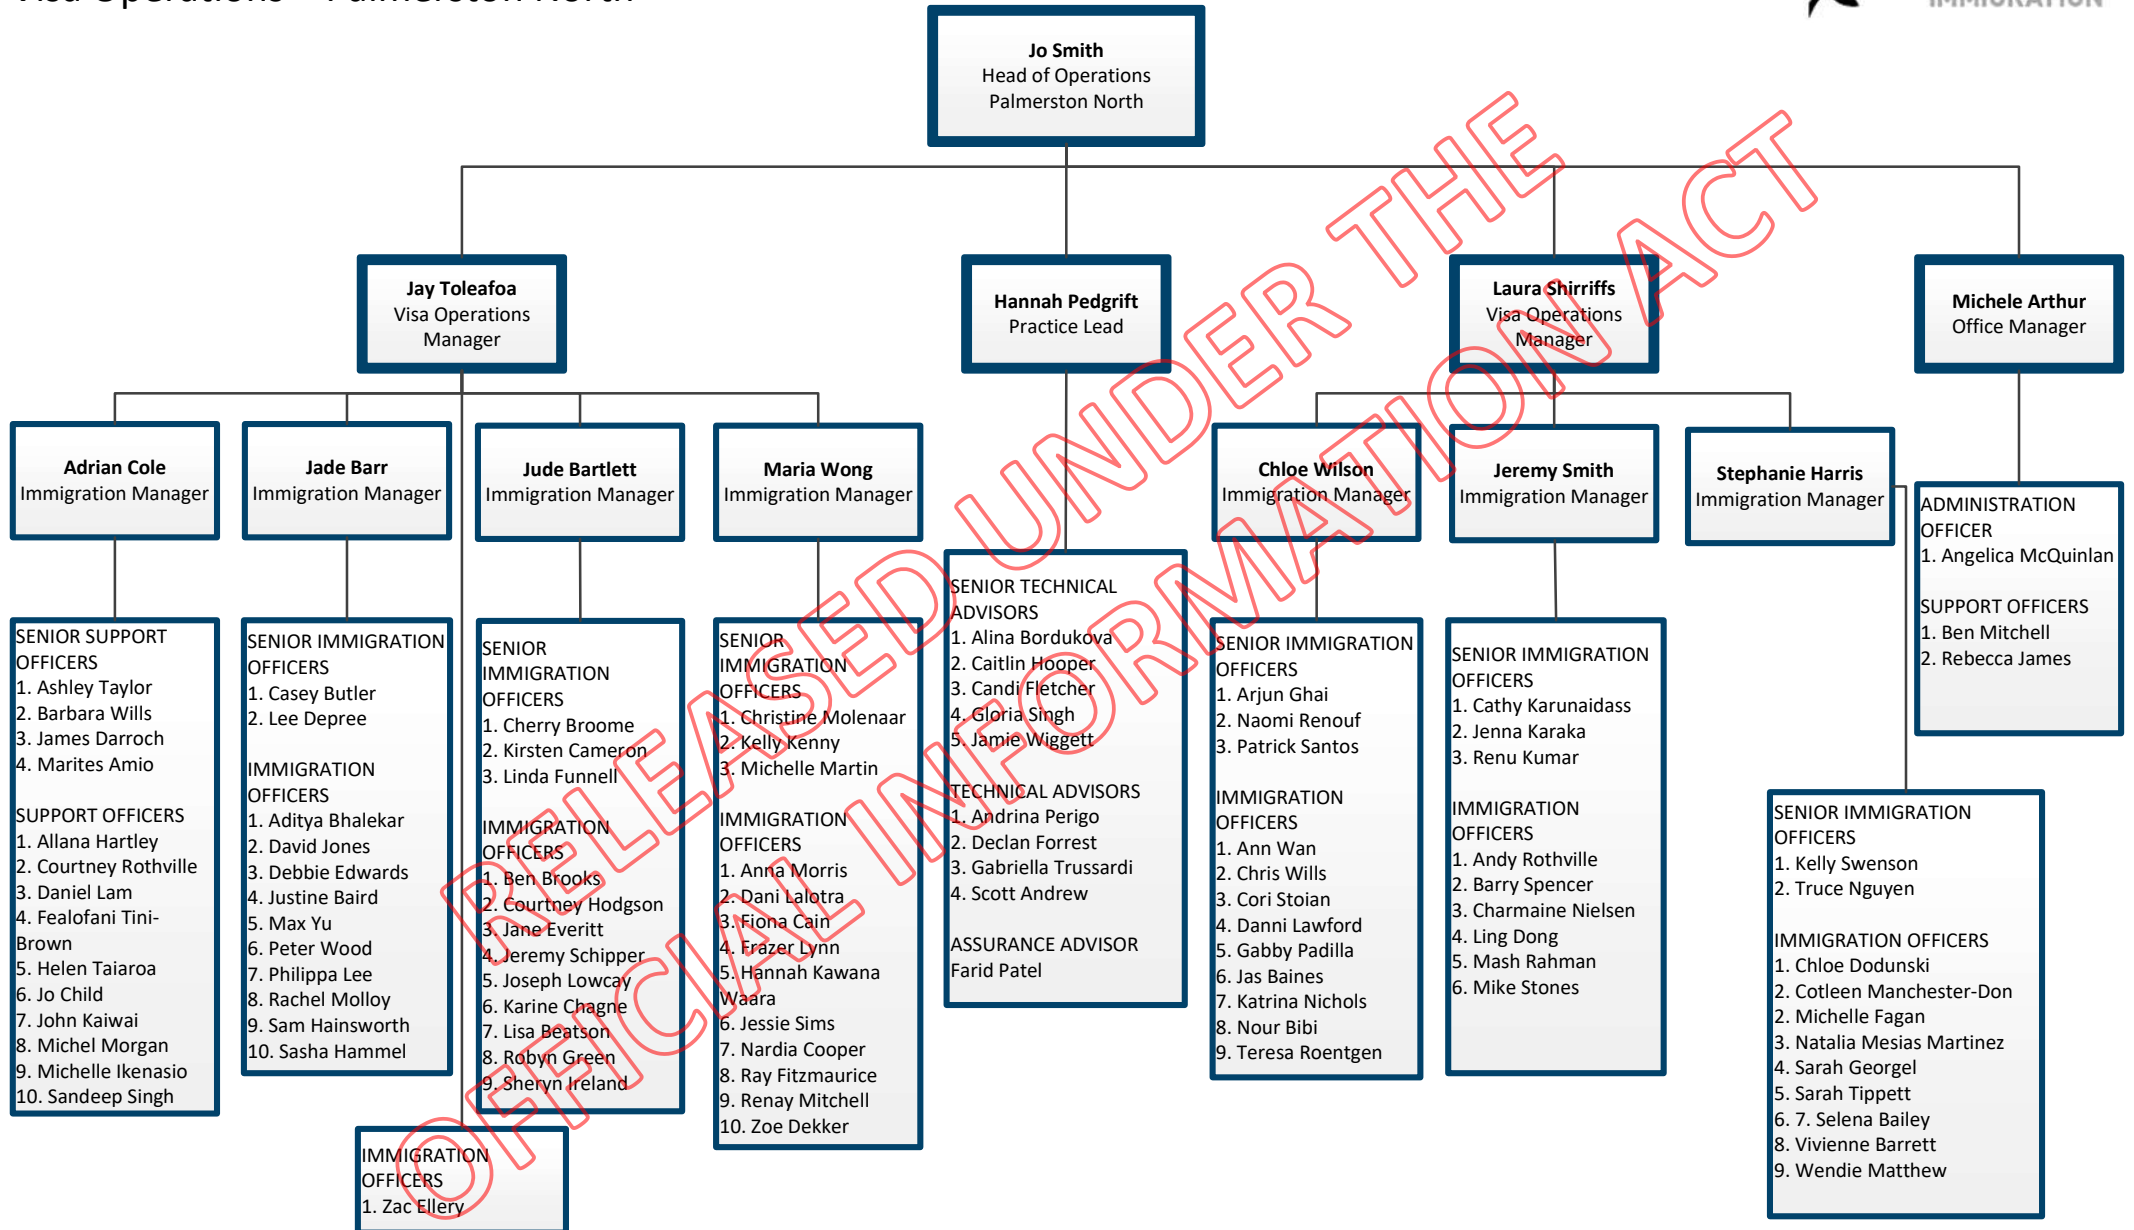 Visa Operations – Palmerston North
IMMIGRATION
Jo Smith
Head of Operations
Palmerston North
Jay Toleafoa
Visa Operations
Manager
Hannah Pedgrift
Practice Lead
Laura Shirriffs
Visa Operations
Manager
Michele Arthur
Office Manager
Adrian Cole
Immigration Manager
Jade Barr
Immigration Manager
Jude Bartlett
Immigration Manager
Maria Wong
Immigration Manager
Chloe Wilson
Immigration Manager
Jeremy Smith
Immigration Manager
Stephanie Harris
Immigration Manager
ADMINISTRATION
OFFICER
1. Angelica McQuinlan
SUPPORT OFFICERS
1. Ben Mitchell
2. Rebecca James
SENIOR SUPPORT
OFFICERS
1. Ashley Taylor
2. Barbara Wills
3. James Darroch
4. Marites Amio
SUPPORT OFFICERS
1. Allana Hartley
2. Courtney Rothville
3. Daniel Lam
4. Fealofani Tini-
Brown
5. Helen Taiaroa
6. Jo Child
7. John Kaiwai
8. Michel Morgan
9. Michelle Ikenasio
10. Sandeep Singh
SENIOR IMMIGRATION
OFFICERS
1. Casey Butler
2. Lee Depree
IMMIGRATION
OFFICERS
1. Aditya Bhalekar
2. David Jones
3. Debbie Edwards
4. Justine Baird
5. Max Yu
6. Peter Wood
7. Philippa Lee
8. Rachel Molloy
9. Sam Hainsworth
10. Sasha Hammel
IMMIGRATION
OFFICERS
1. Zac Ellery
SENIOR
IMMIGRATION
OFFICERS
1. Cherry Broome
2. Kirsten Cameron
3. Linda Funnell
IMMIGRATION
OFFICERS
1. Ben Brooks
2. Courtney Hodgson
3. Jane Everitt
4. Jeremy Schipper
5. Joseph Lowcay
6. Karine Chagne
7. Lisa Beatson
8. Robyn Green
9. Sheryn Ireland
SENIOR
IMMIGRATION
OFFICERS
1. Christine Molenaar
2. Kelly Kenny
3. Michelle Martin
IMMIGRATION
OFFICERS
1. Anna Morris
2. Dani Lalotra
3. Fiona Cain
4. Frazer Lynn
5. Hannah Kawana
Waara
6. Jessie Sims
7. Nardia Cooper
8. Ray Fitzmaurice
9. Renay Mitchell
10. Zoe Dekker
SENIOR TECHNICAL
ADVISORS
1. Alina Bordukova
2. Caitlin Hooper
3. Candi Fletcher
4. Gloria Singh
5. Jamie Wiggett
TECHNICAL ADVISORS
1. Andrina Perigo
2. Declan Forrest
3. Gabriella Trussardi
4. Scott Andrew
ASSURANCE ADVISOR
Farid Patel
SENIOR IMMIGRATION
OFFICERS
1. Arjun Ghai
2. Naomi Renouf
3. Patrick Santos
IMMIGRATION
OFFICERS
1. Ann Wan
2. Chris Wills
3. Cori Stoian
4. Danni Lawford
5. Gabby Padilla
6. Jas Baines
7. Katrina Nichols
8. Nour Bibi
9. Teresa Roentgen
SENIOR IMMIGRATION
OFFICERS
1. Cathy Karunaidass
2. Jenna Karaka
3. Renu Kumar
IMMIGRATION
OFFICERS
1. Andy Rothville
2. Barry Spencer
3. Charmaine Nielsen
4. Ling Dong
5. Mash Rahman
6. Mike Stones
SENIOR IMMIGRATION
OFFICERS
1. Kelly Swenson
2. Truce Nguyen
IMMIGRATION OFFICERS
1. Chloe Dodunski
2. Cotleen Manchester-Don
2. Michelle Fagan
3. Natalia Mesias Martinez
4. Sarah Georgel
5. Sarah Tippett
6. 7. Selena Bailey
8. Vivienne Barrett
9. Wendie Matthew
RELEASED UNDER THE
OFFICIAL INFORMATION ACT